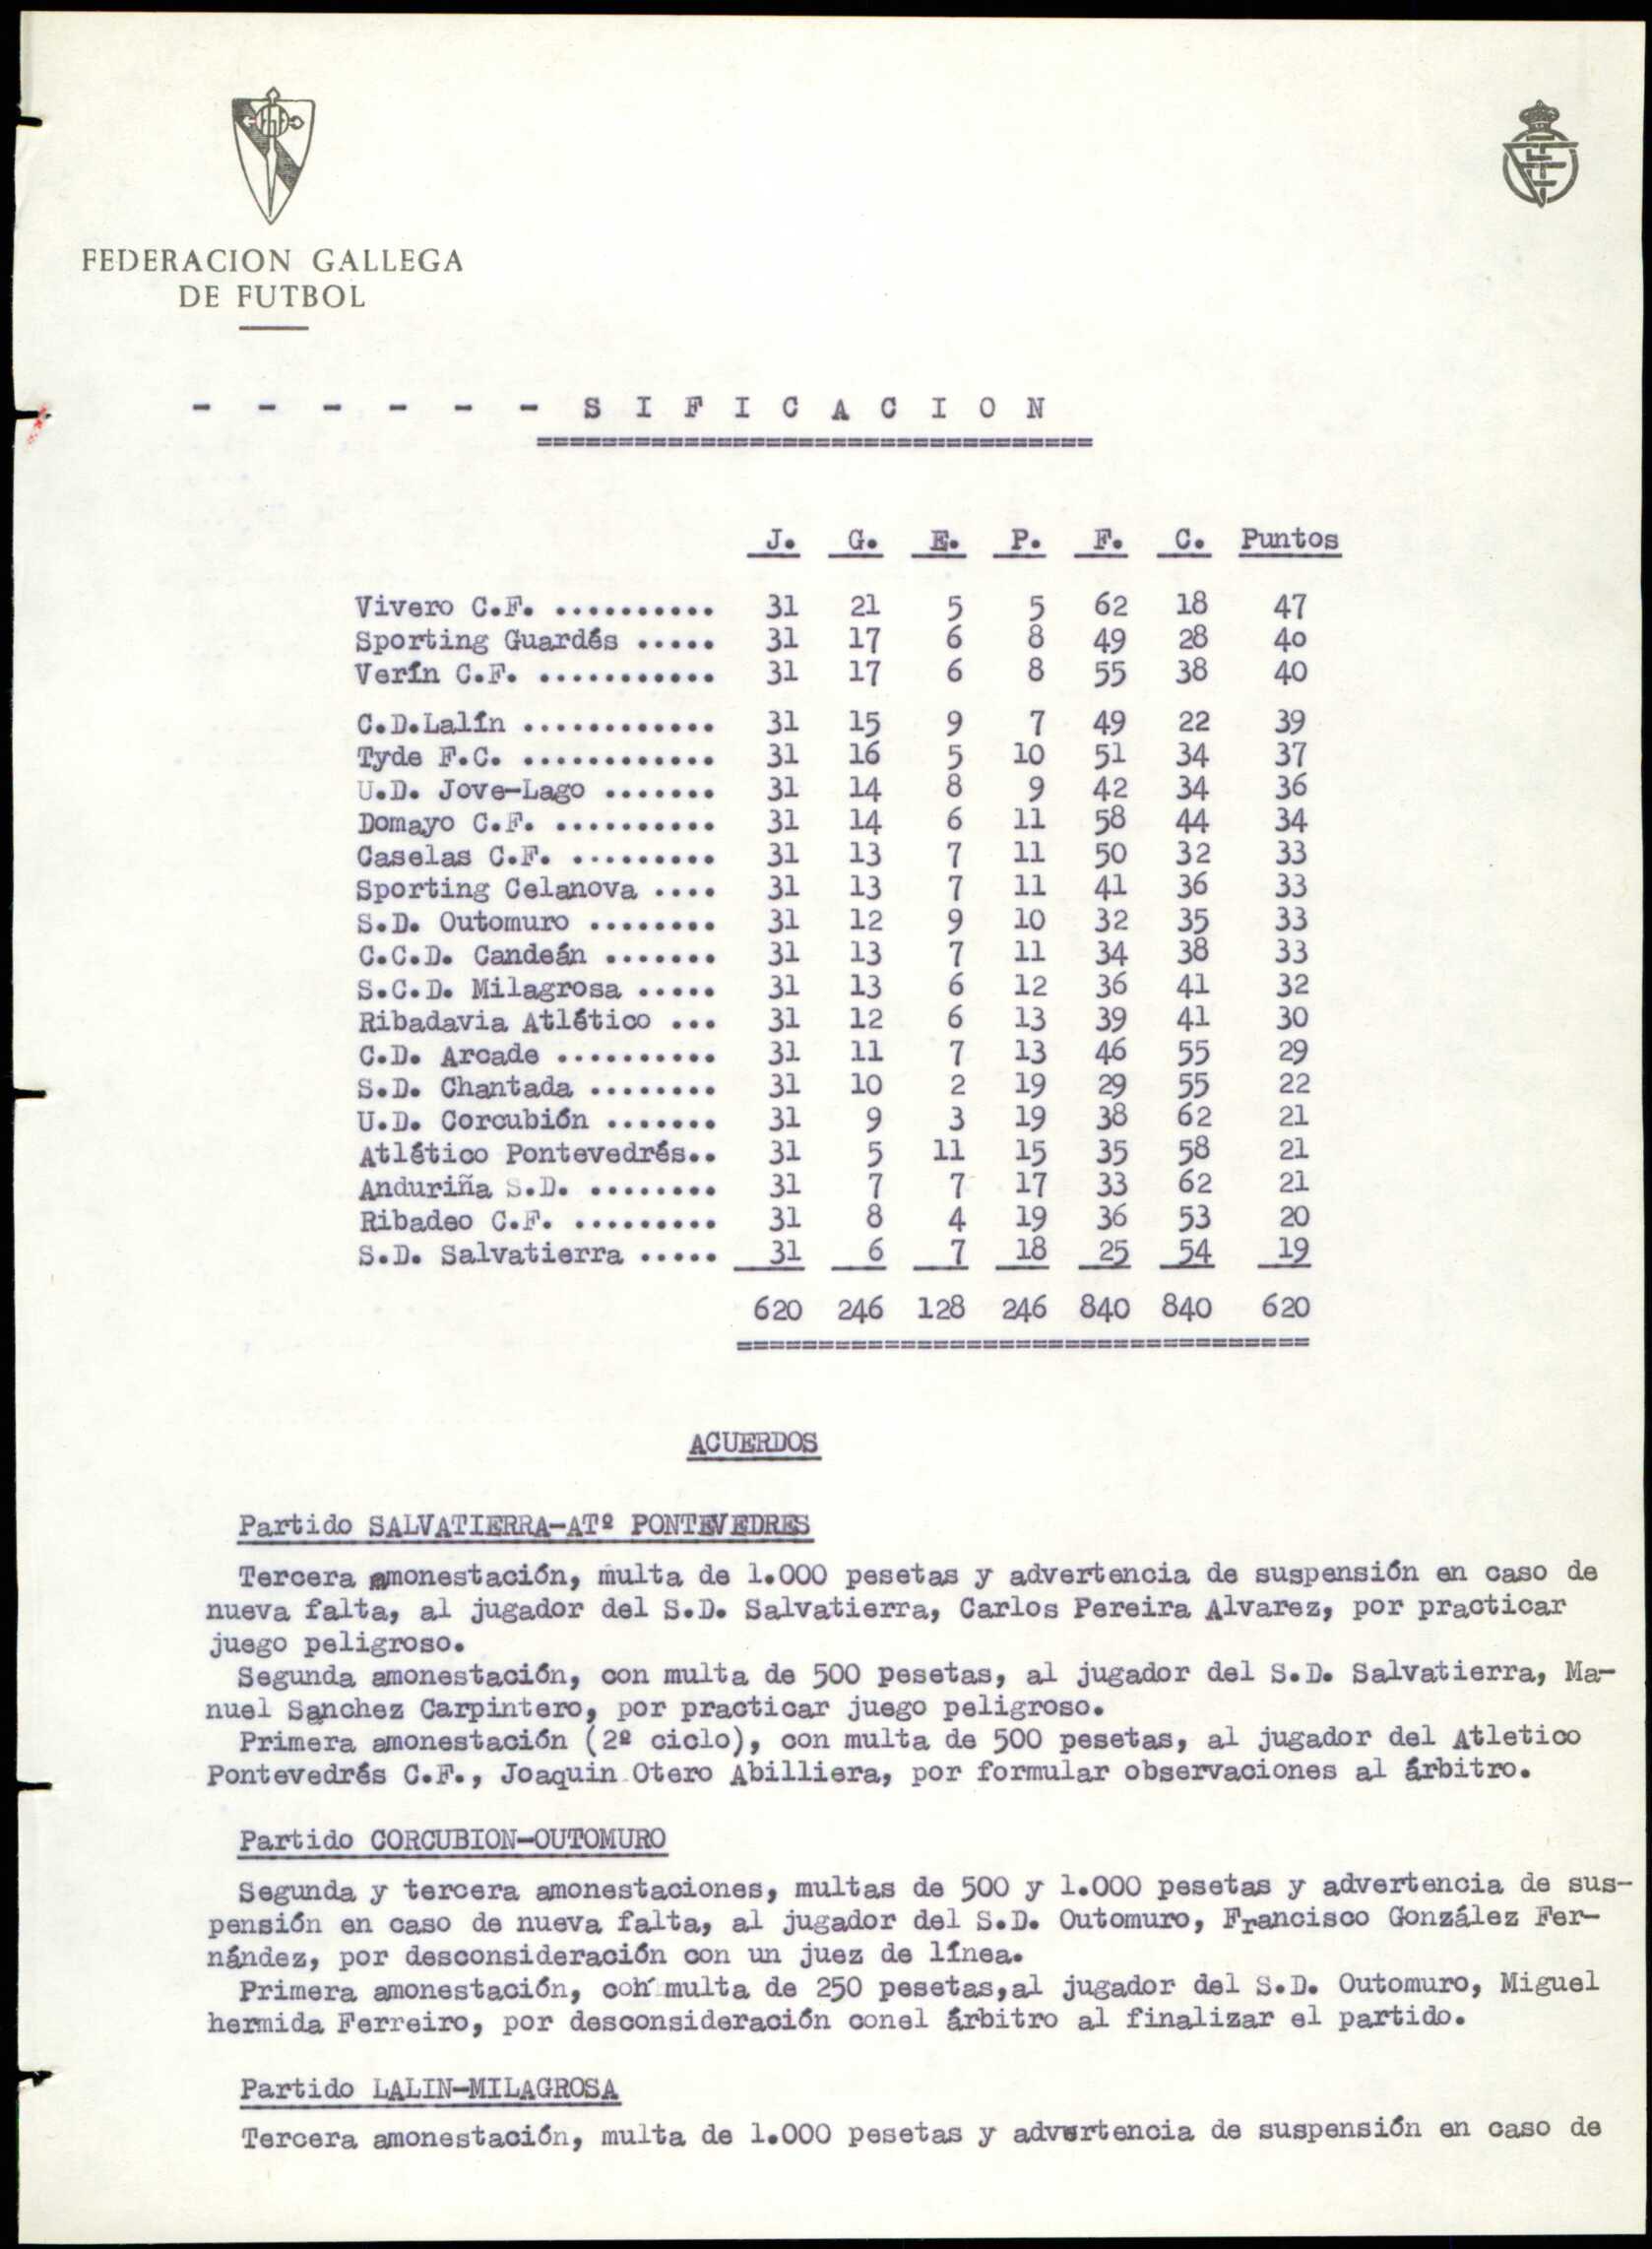 FEDERACION GALLEGA
DE FUTBOL
- - - - - - S I F I C A C I O N
==================================
J. G. E. P. F. C. Puntos
Vivero C.F. .......... 31 21 5 5 62 18 47
Sporting Guardés ..... 31 17 6 8 49 28 40
Verín C.F. ........... 31 17 6 8 55 38 40
C.D.Lalín ............ 31 15 9 7 49 22 39
Tyde F.C. ............ 31 16 5 10 51 34 37
U.D. Jove-Lago ....... 31 14 8 9 42 34 36
Domayo C.F. .......... 31 14 6 11 58 44 34
Caselas C.F. ......... 31 13 7 11 50 32 33
Sporting Celanova .... 31 13 7 11 41 36 33
S.D. Outomuro ........ 31 12 9 10 32 35 33
C.C.D. Candeán ....... 31 13 7 11 34 38 33
S.C.D. Milagrosa ..... 31 13 6 12 36 41 32
Ribadavia Atlético ... 31 12 6 13 39 41 30
C.D. Arcade .......... 31 11 7 13 46 55 29
S.D. Chantada ........ 31 10 2 19 29 55 22
U.D. Corcubión ....... 31 9 3 19 38 62 21
Atlético Pontevedrés.. 31 5 11 15 35 58 21
Anduriña S.D. ........ 31 7 7 17 33 62 21
Ribadeo C.F. ......... 31 8 4 19 36 53 20
S.D. Salvatierra ..... 31 6 7 18 25 54 19
620 246 128 246 840 840 620
===================================
ACUERDOS
Partido SALVATIERRA-ATº PONTEVEDRES
Tercera amonestación, multa de 1.000 pesetas y advertencia de suspensión en caso de
nueva falta, al jugador del S.D. Salvatierra, Carlos Pereira Alvarez, por practicar
juego peligroso.
Segunda amonestación, con multa de 500 pesetas, al jugador del S.D. Salvatierra, Ma-
nuel Sanchez Carpintero, por practicar juego peligroso.
Primera amonestación (2º ciclo), con multa de 500 pesetas, al jugador del Atletico
Pontevedrés C.F., Joaquin Otero Abilliera, por formular observaciones al árbitro.
Partido CORCUBION-OUTOMURO
Segunda y tercera amonestaciones, multas de 500 y 1.000 pesetas y advertencia de sus-
pensión en caso de nueva falta, al jugador del S.D. Outomuro, Francisco González Fer-
nández, por desconsideración con un juez de línea.
Primera amonestación, con multa de 250 pesetas,al jugador del S.D. Outomuro, Miguel
hermida Ferreiro, por desconsideración conel árbitro al finalizar el partido.
Partido LALIN-MILAGROSA
Tercera amonestación, multa de 1.000 pesetas y advertencia de suspensión en caso de